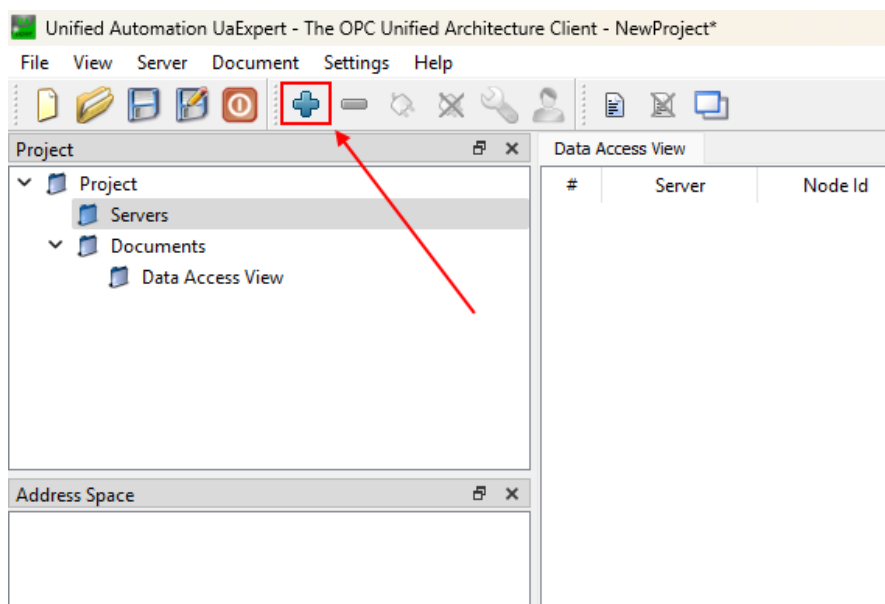 Unified Automation UaExpert - The OPC Unified Architecture Client - NewProject*
File View Server Document Settings Help
Project
Project
Servers
Documents
Data Access View
Address Space
Data Access View
# Server Node Id